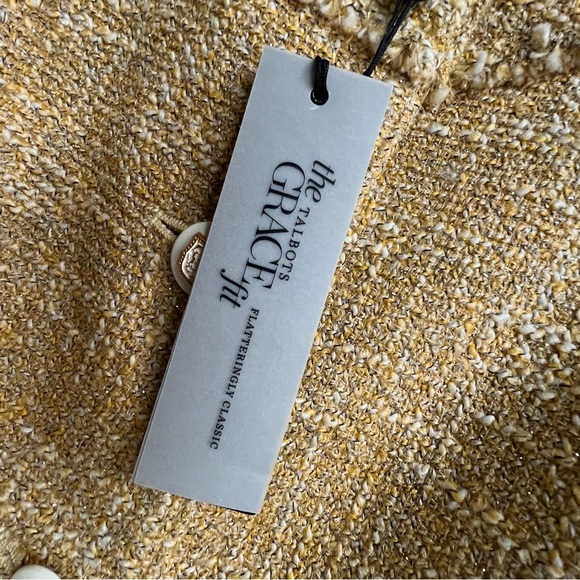 the
TALBOTS
GRACE
fit
FLATTERINGLY CLASSIC